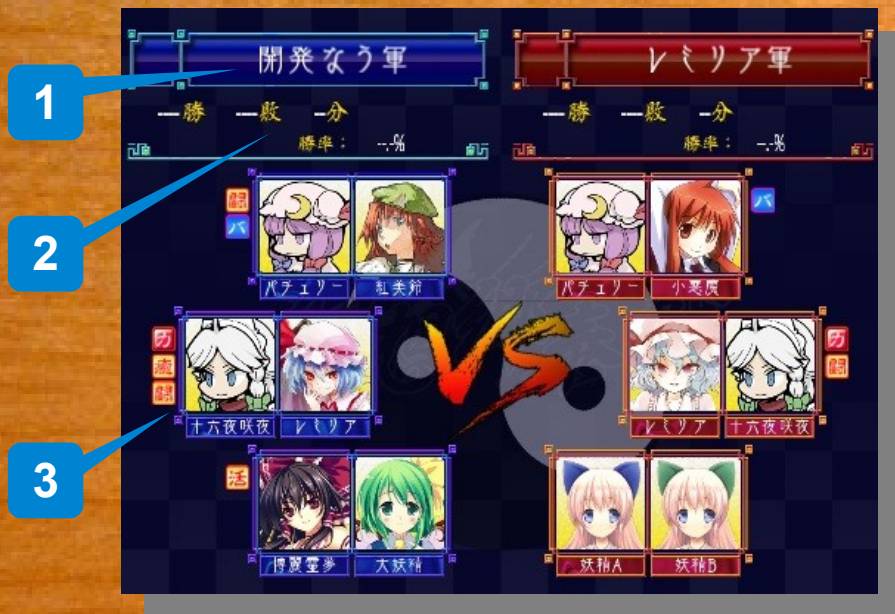 1
開発なう軍
レミリア軍
---勝 ---敗 --分
---勝 ---敗 --分
2
勝率： --.-%
勝率： --.-%
闘
バ
バ
パチュリー 紅美鈴
パチュリー 小悪魔
VS
癒
闘
闘
十六夜咲夜 レミリア
レミリア 十六夜咲夜
3
活
博麗霊夢 大妖精
妖精A 妖精B